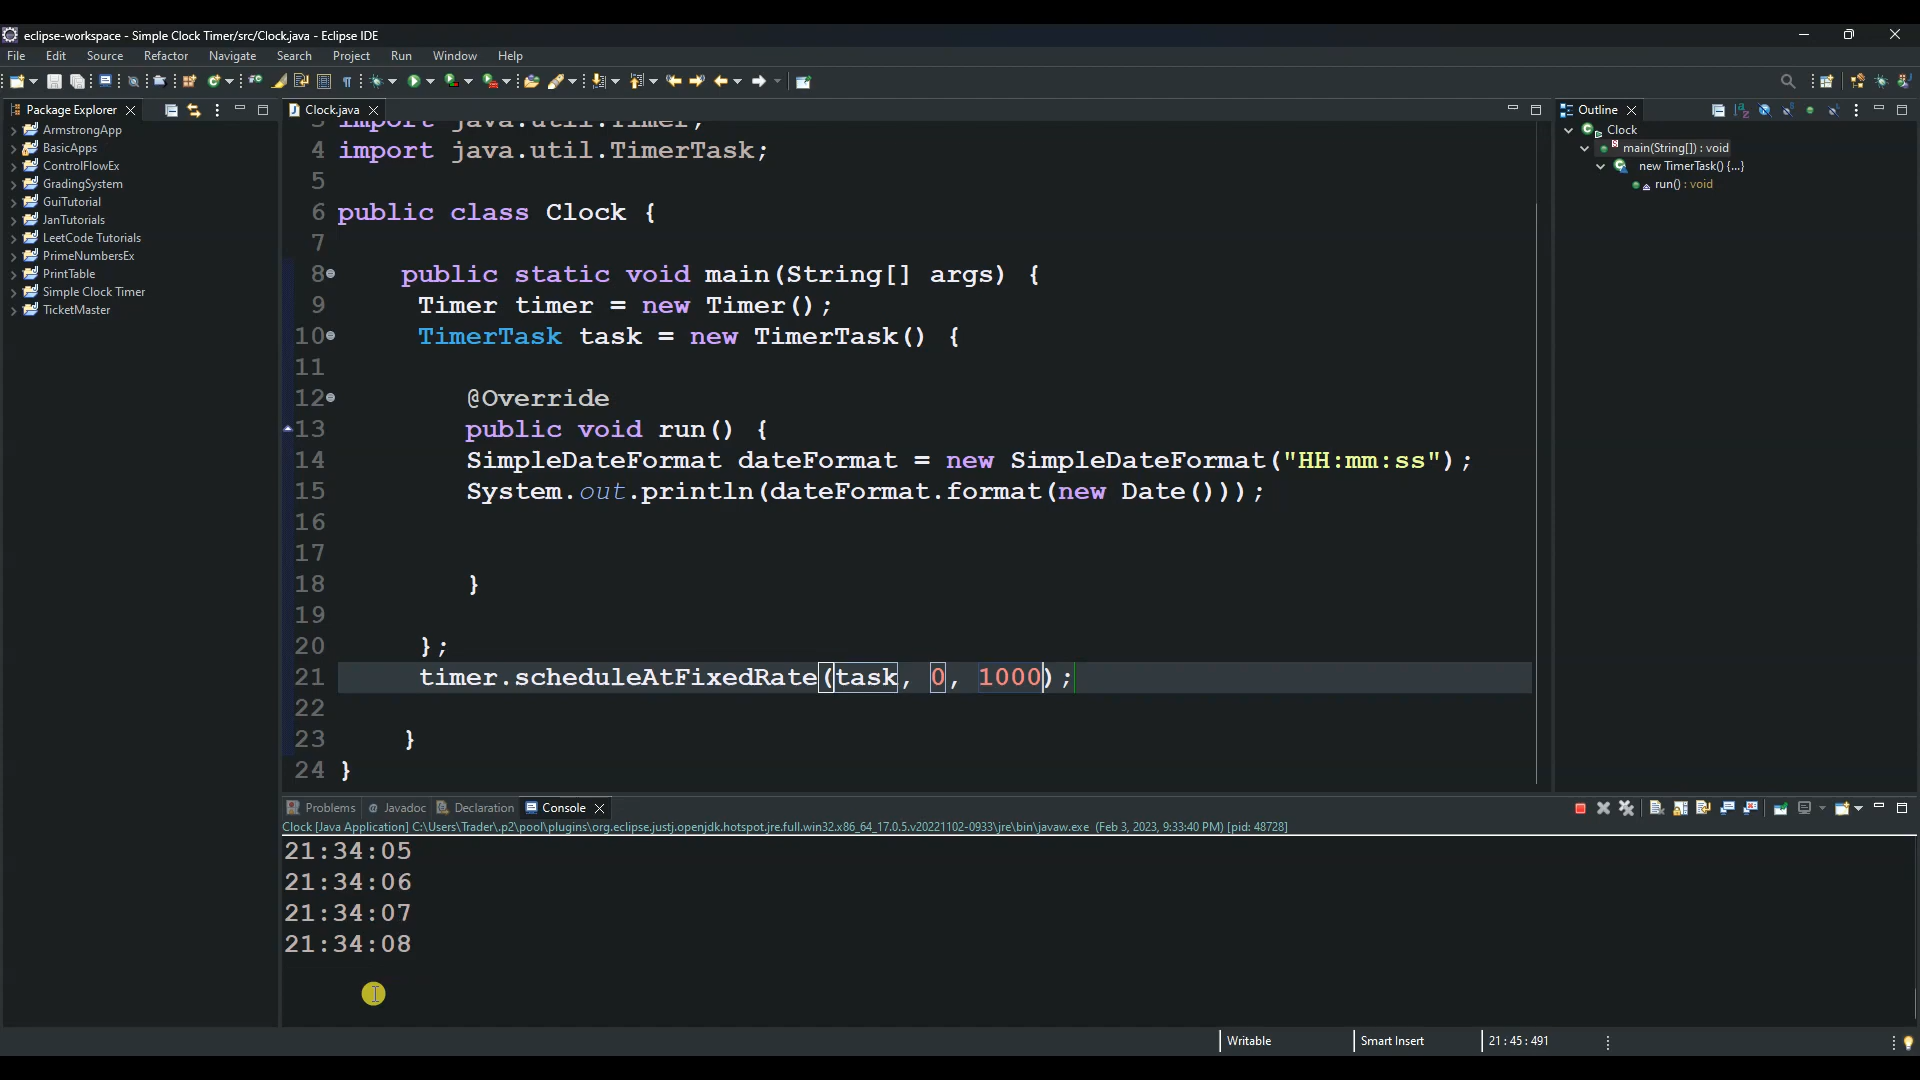 eclipse-workspace - Simple Clock Timer/src/Clock.java - Eclipse IDE
File Edit Source Refactor Navigate Search Project Run Window Help
Package Explorer
ArmstrongApp
BasicApps
ControlFlowEx
GradingSystem
GuiTutorial
JanTutorials
LeetCode Tutorials
PrimeNumbersEx
PrintTable
Simple Clock Timer
TicketMaster
Clock.java
3 import java.util.Timer;
4 import java.util.TimerTask;
5
6 public class Clock {
7
8 public static void main(String[] args) {
9 Timer timer = new Timer();
10 TimerTask task = new TimerTask() {
11
12 @Override
13 public void run() {
14 SimpleDateFormat dateFormat = new SimpleDateFormat("HH:mm:ss");
15 System.out.println(dateFormat.format(new Date()));
16
17
18 }
19
20 };
21 timer.scheduleAtFixedRate(task, 0, 1000);
22
23 }
24 }
Outline
Clock
main(String[]) : void
new TimerTask() {...}
run() : void
Problems Javadoc Declaration Console
Clock [Java Application] C:\Users\Trader\.p2\pool\plugins\org.eclipse.justj.openjdk.hotspot.jre.full.win32.x86_64_17.0.5.v20221102-0933\jre\bin\javaw.exe (Feb 3, 2023, 9:33:40 PM) [pid: 48728]
21:34:05
21:34:06
21:34:07
21:34:08
Writable Smart Insert 21 : 45 : 491